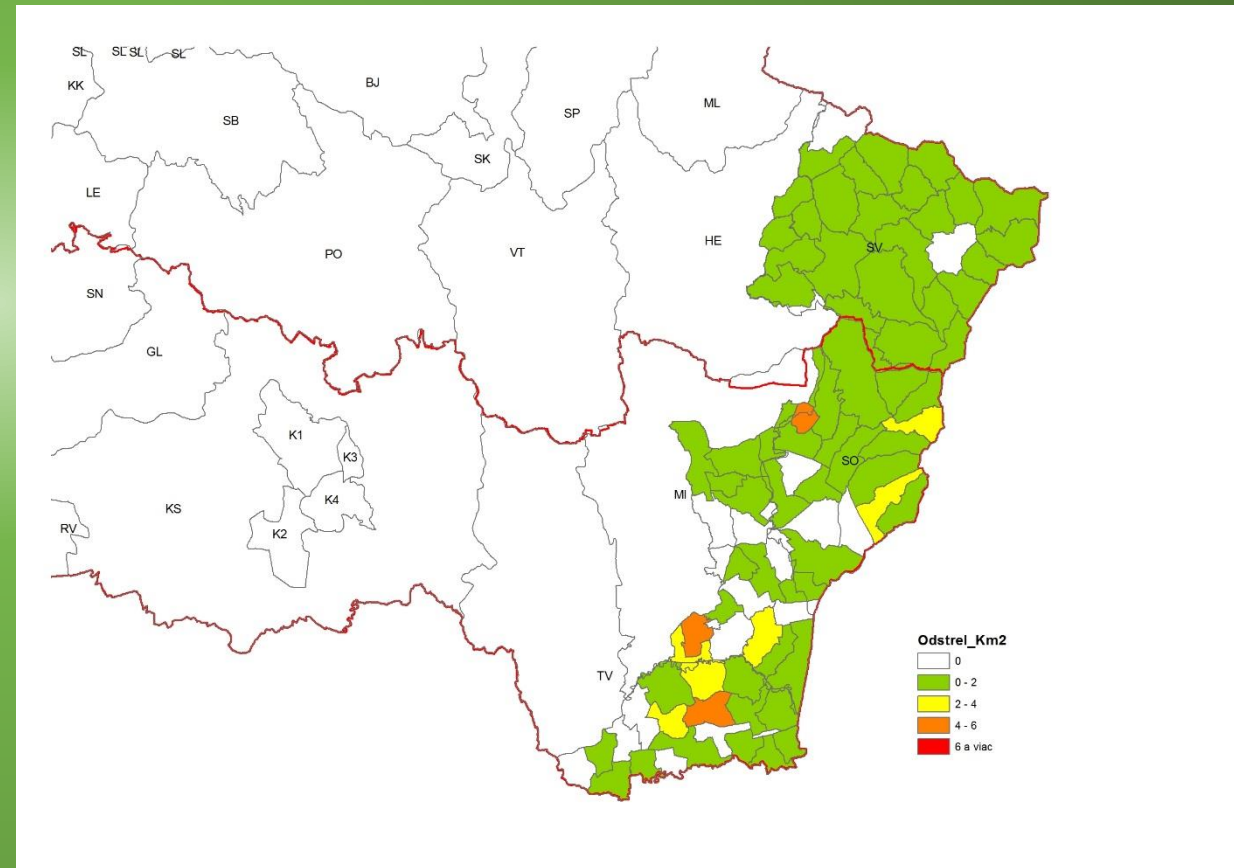 SL SL SL SL
KK
BJ
SB
SP
ML
SK
LE
PO
VT
HE
SV
SN
GL
K1
K3
K4
K2
KS
RV
MI
SO
TV
Odstrel_Km2
0
0 - 2
2 - 4
4 - 6
6 a viac